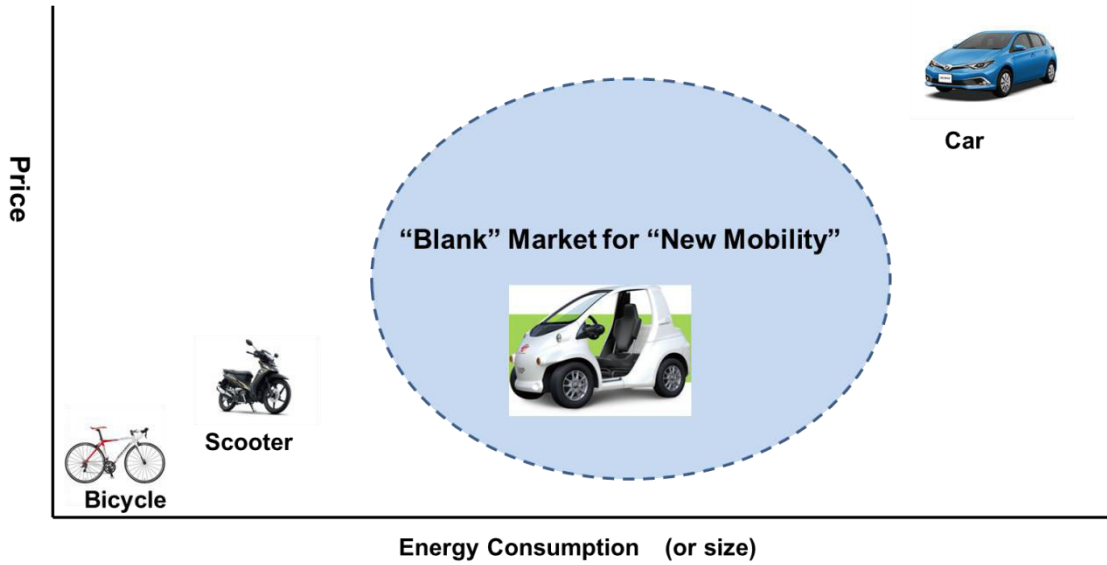 Car
Price
“Blank” Market for “New Mobility”
Scooter
Bicycle
Energy Consumption (or size)